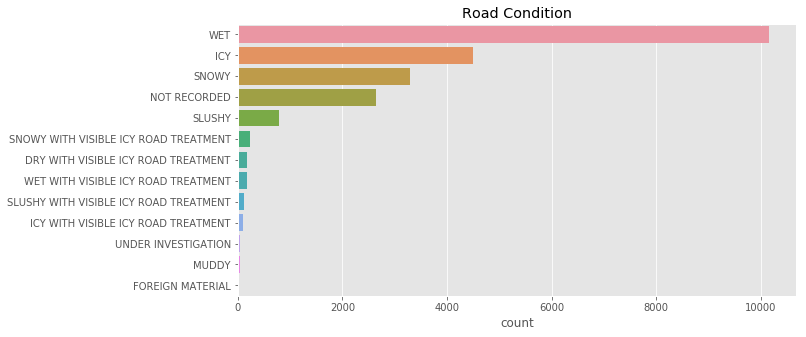 Road Condition
WET
ICY
SNOWY
NOT RECORDED
SLUSHY
SNOWY WITH VISIBLE ICY ROAD TREATMENT
DRY WITH VISIBLE ICY ROAD TREATMENT
WET WITH VISIBLE ICY ROAD TREATMENT
SLUSHY WITH VISIBLE ICY ROAD TREATMENT
ICY WITH VISIBLE ICY ROAD TREATMENT
UNDER INVESTIGATION
MUDDY
FOREIGN MATERIAL
0 2000 4000 6000 8000 10000
count